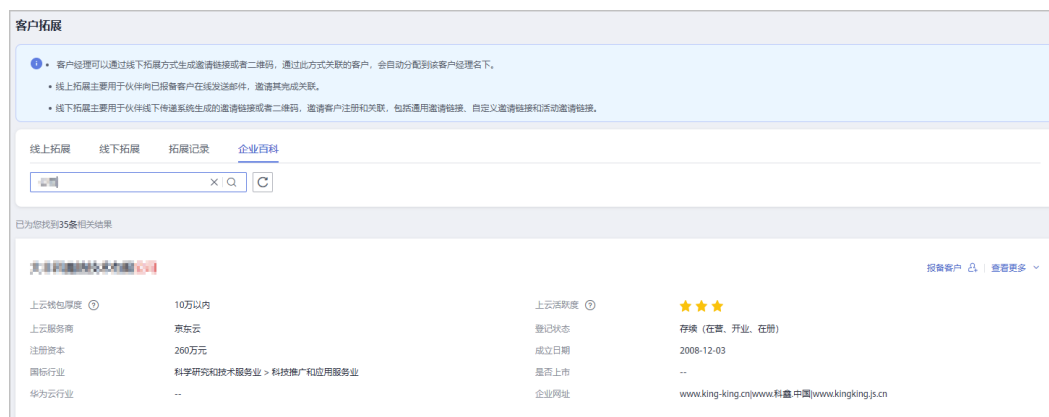 客户拓展
• 客户经理可以通过线下拓展方式生成邀请链接或者二维码，通过此方式关联的客户，会自动分配到该客户经理名下。
• 线上拓展主要用于伙伴向已报备客户在线发送邮件，邀请其完成关联。
• 线下拓展主要用于伙伴线下传递系统生成的邀请链接或者二维码，邀请客户注册和关联，包括通用邀请链接、自定义邀请链接和活动邀请链接。
线上拓展 线下拓展 拓展记录 企业百科
已为您找到35条相关结果
报备客户 查看更多
上云钱包厚度 10万以内 上云活跃度
上云服务商 京东云 登记状态 存续（在营、开业、在册）
注册资本 260万元 成立日期 2008-12-03
国标行业 科学研究和技术服务业 > 科技推广和应用服务业 是否上市 --
华为云行业 -- 企业网址 www.king-king.cn|www.科鑫.中国|www.kingking.js.cn